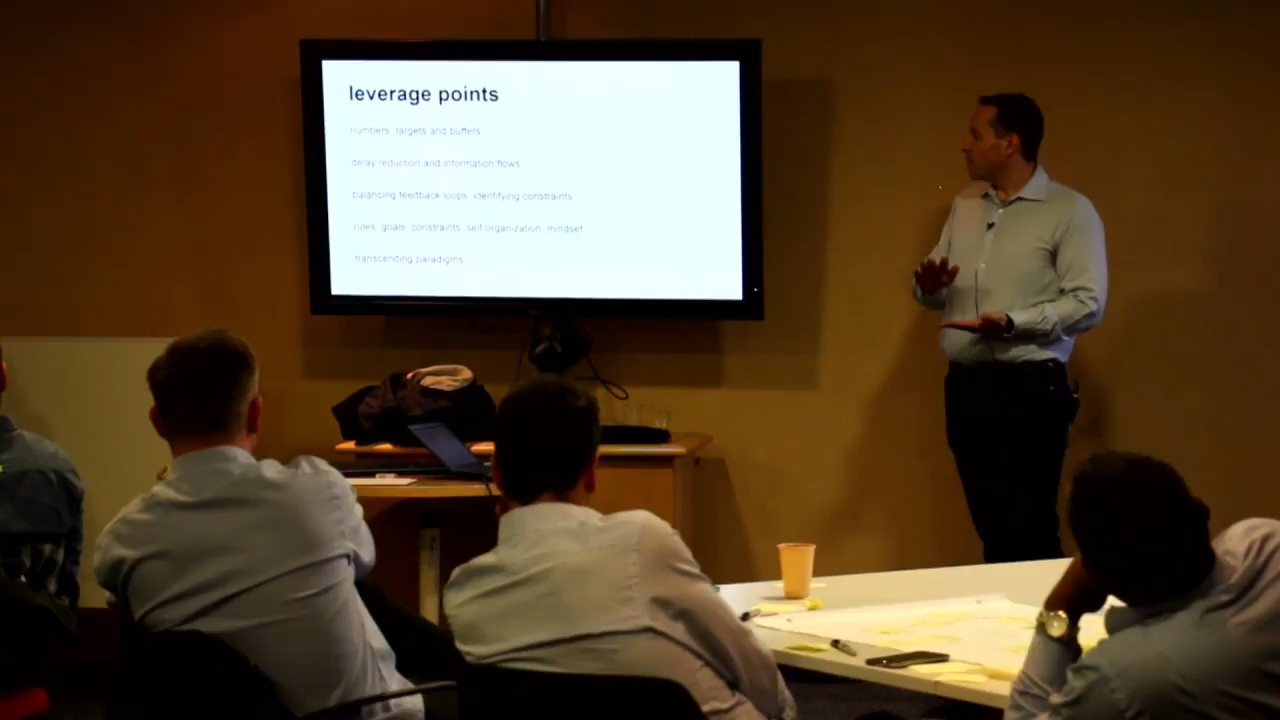 leverage points
numbers, targets and buffers
delay reduction and information flows
balancing feedback loops, identifying constraints
rules, goals, constraints, self organization, mindset
transcending paradigms